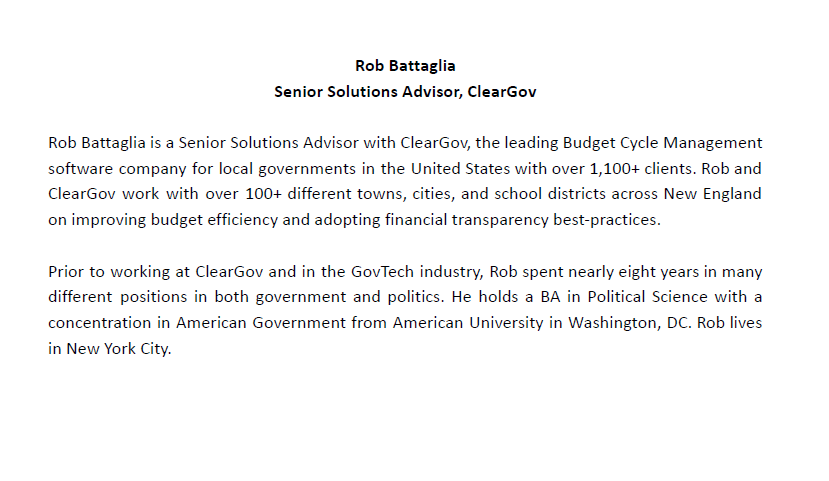 Rob Battaglia
Senior Solutions Advisor, ClearGov
Rob Battaglia is a Senior Solutions Advisor with ClearGov, the leading Budget Cycle Management
software company for local governments in the United States with over 1,100+ clients. Rob and
ClearGov work with over 100+ different towns, cities, and school districts across New England
on improving budget efficiency and adopting financial transparency best-practices.
Prior to working at ClearGov and in the GovTech industry, Rob spent nearly eight years in many
different positions in both government and politics. He holds a BA in Political Science with a
concentration in American Government from American University in Washington, DC. Rob lives
in New York City.